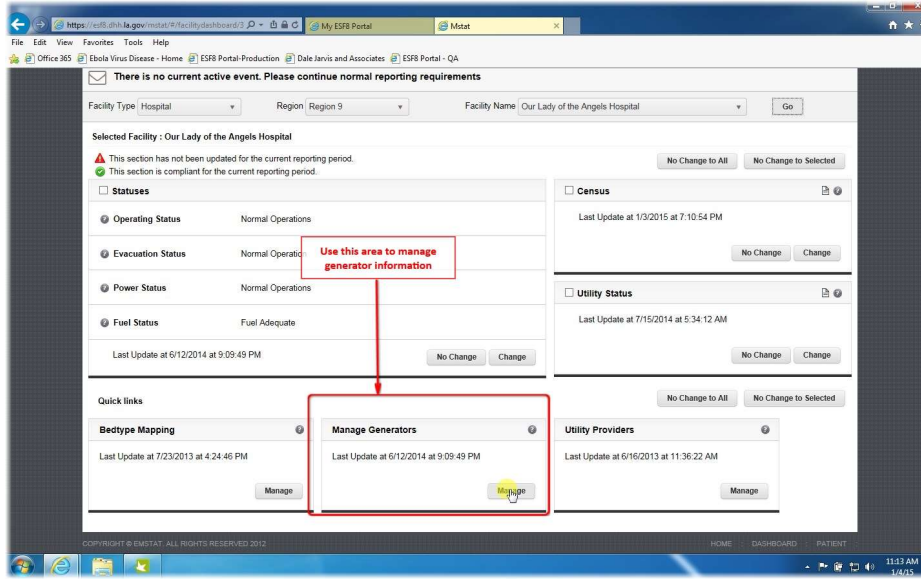 https://esf8.dhh.la.gov/mstat/#/facilitydashboard/3
My ESF8 Portal
Mstat
File Edit View Favorites Tools Help
Office 365 Ebola Virus Disease - Home ESF8 Portal-Production Dale Jarvis and Associates ESF8 Portal - QA
There is no current active event. Please continue normal reporting requirements
Facility Type Hospital Region Region 9 Facility Name Our Lady of the Angels Hospital Go
Selected Facility : Our Lady of the Angels Hospital
This section has not been updated for the current reporting period.
This section is compliant for the current reporting period.
No Change to All No Change to Selected
Statuses
Operating Status Normal Operations
Evacuation Status Normal Operation
Power Status Normal Operations
Fuel Status Fuel Adequate
Last Update at 6/12/2014 at 9:09:49 PM No Change Change
Use this area to manage
generator information
Census
Last Update at 1/3/2015 at 7:10:54 PM
No Change Change
Utility Status
Last Update at 7/15/2014 at 5:34:12 AM
No Change Change
Quick links No Change to All No Change to Selected
Bedtype Mapping
Last Update at 7/23/2013 at 4:24:46 PM
Manage
Manage Generators
Last Update at 6/12/2014 at 9:09:49 PM
Manage
Utility Providers
Last Update at 6/16/2013 at 11:36:22 AM
Manage
COPYRIGHT © EMSTAT. ALL RIGHTS RESERVED 2012 HOME : DASHBOARD : PATIENT
11:13 AM
1/4/15